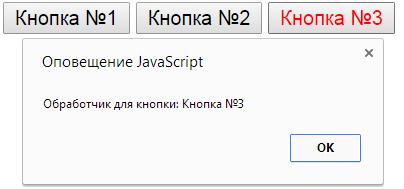 Кнопка №1 Кнопка №2 Кнопка №3
Оповещение JavaScript
Обработчик для кнопки: Кнопка №3
OK